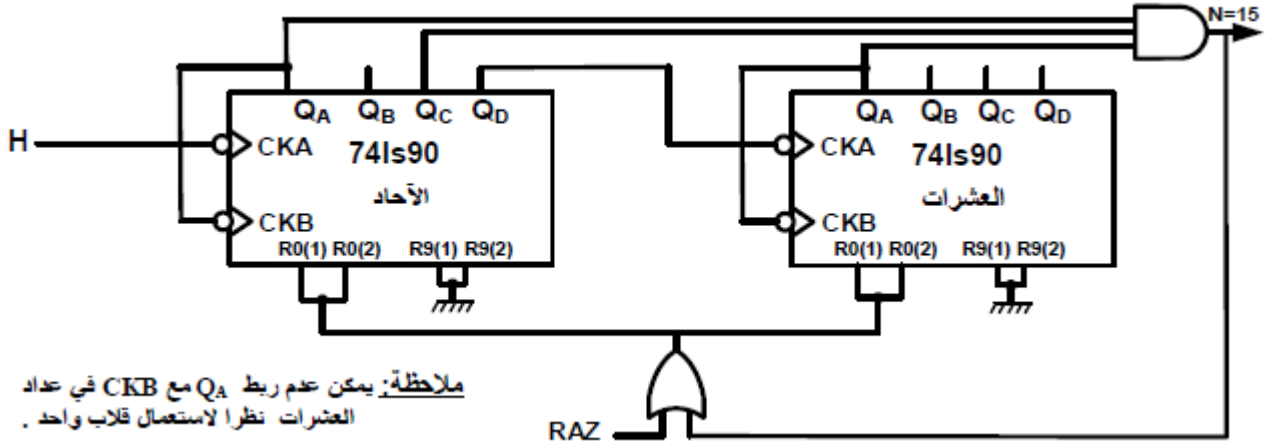 N=15
QA QB QC QD
QA QB QC QD
H
CKA
74ls90
CKA
74ls90
الآحاد
العشرات
CKB
CKB
R0(1) R0(2) R9(1) R9(2)
R0(1) R0(2) R9(1) R9(2)
ملاحظة: يمكن عدم ربط QA مع CKB في عداد
العشرات نظرا لاستعمال قلاب واحد .
RAZ